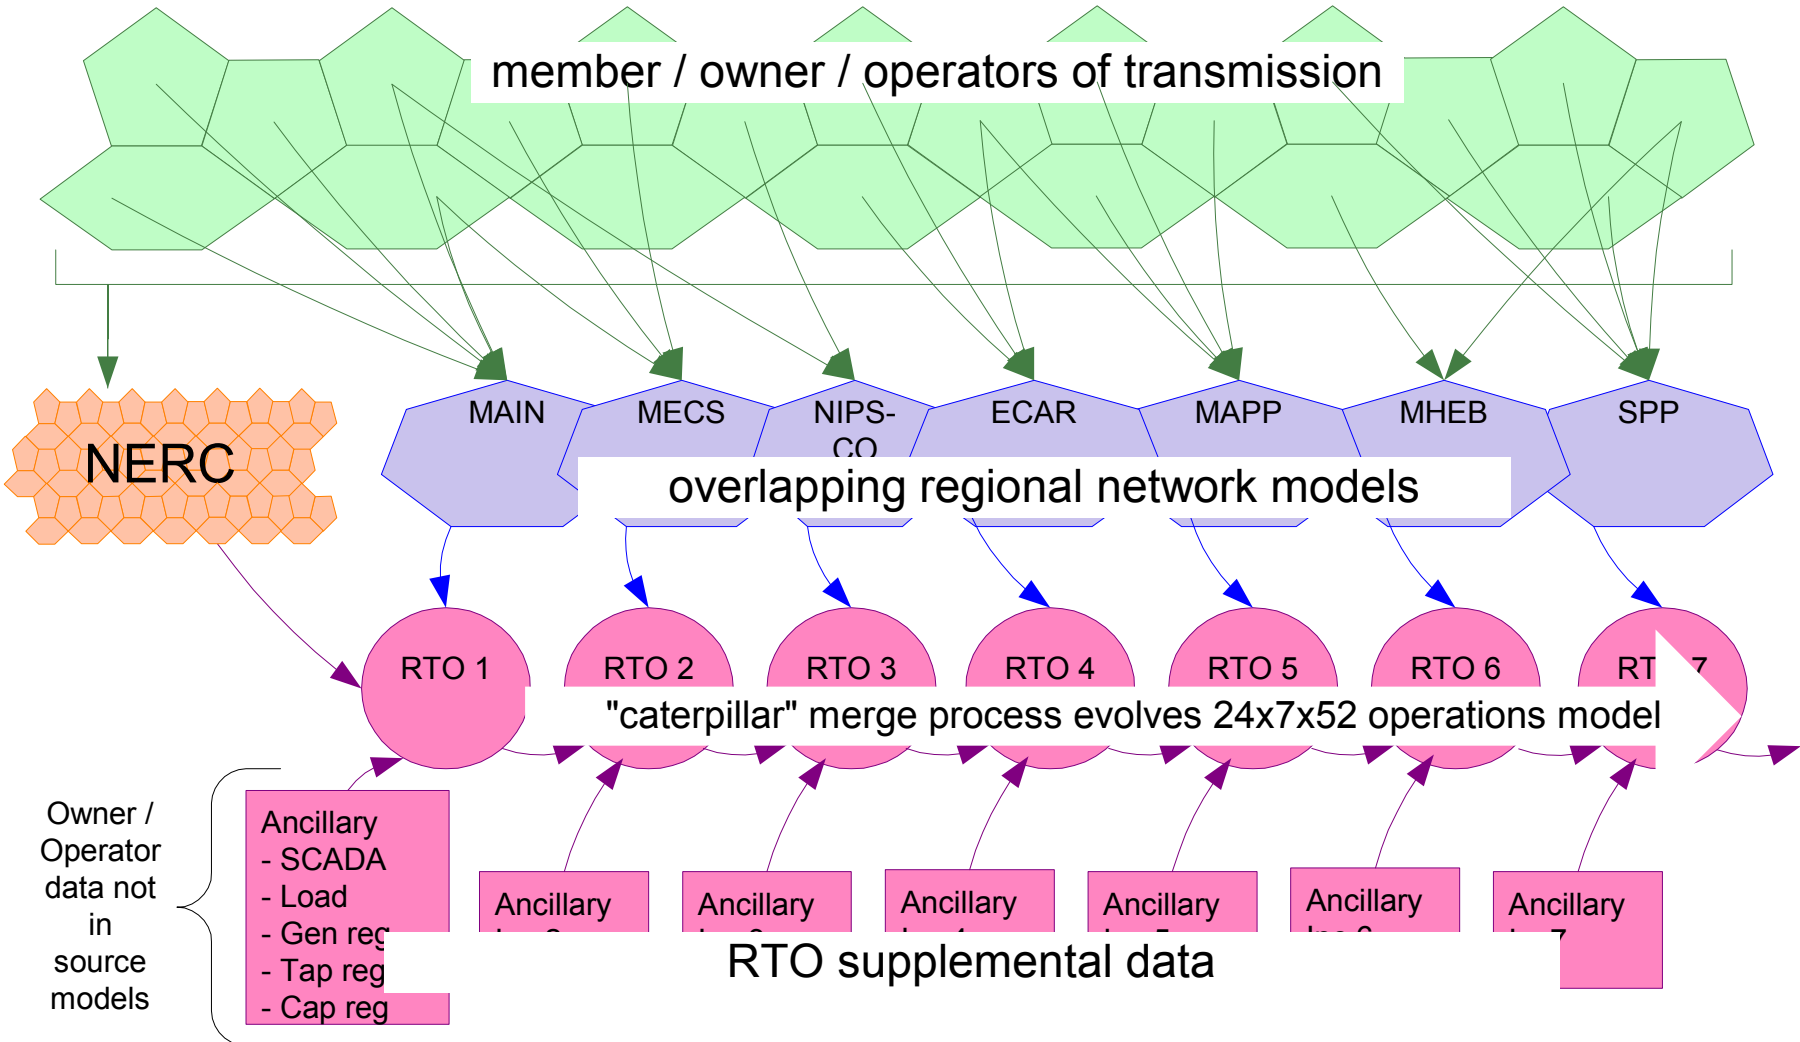 member / owner / operators of transmission
MAIN
MECS
NIPS-
CO
ECAR
MAPP
MHEB
SPP
NERC
overlapping regional network models
RTO 1
RTO 2
RTO 3
RTO 4
RTO 5
RTO 6
7
"caterpillar" merge process evolves 24x7x52 operations model
Owner /
Operator
data not
in
source
models
Ancillary
- SCADA
- Load
- Gen reg
- Tap reg
- Cap reg
Ancillary
Ancillary
Ancillary
Ancillary
Ancillary
Ancillary
RTO supplemental data